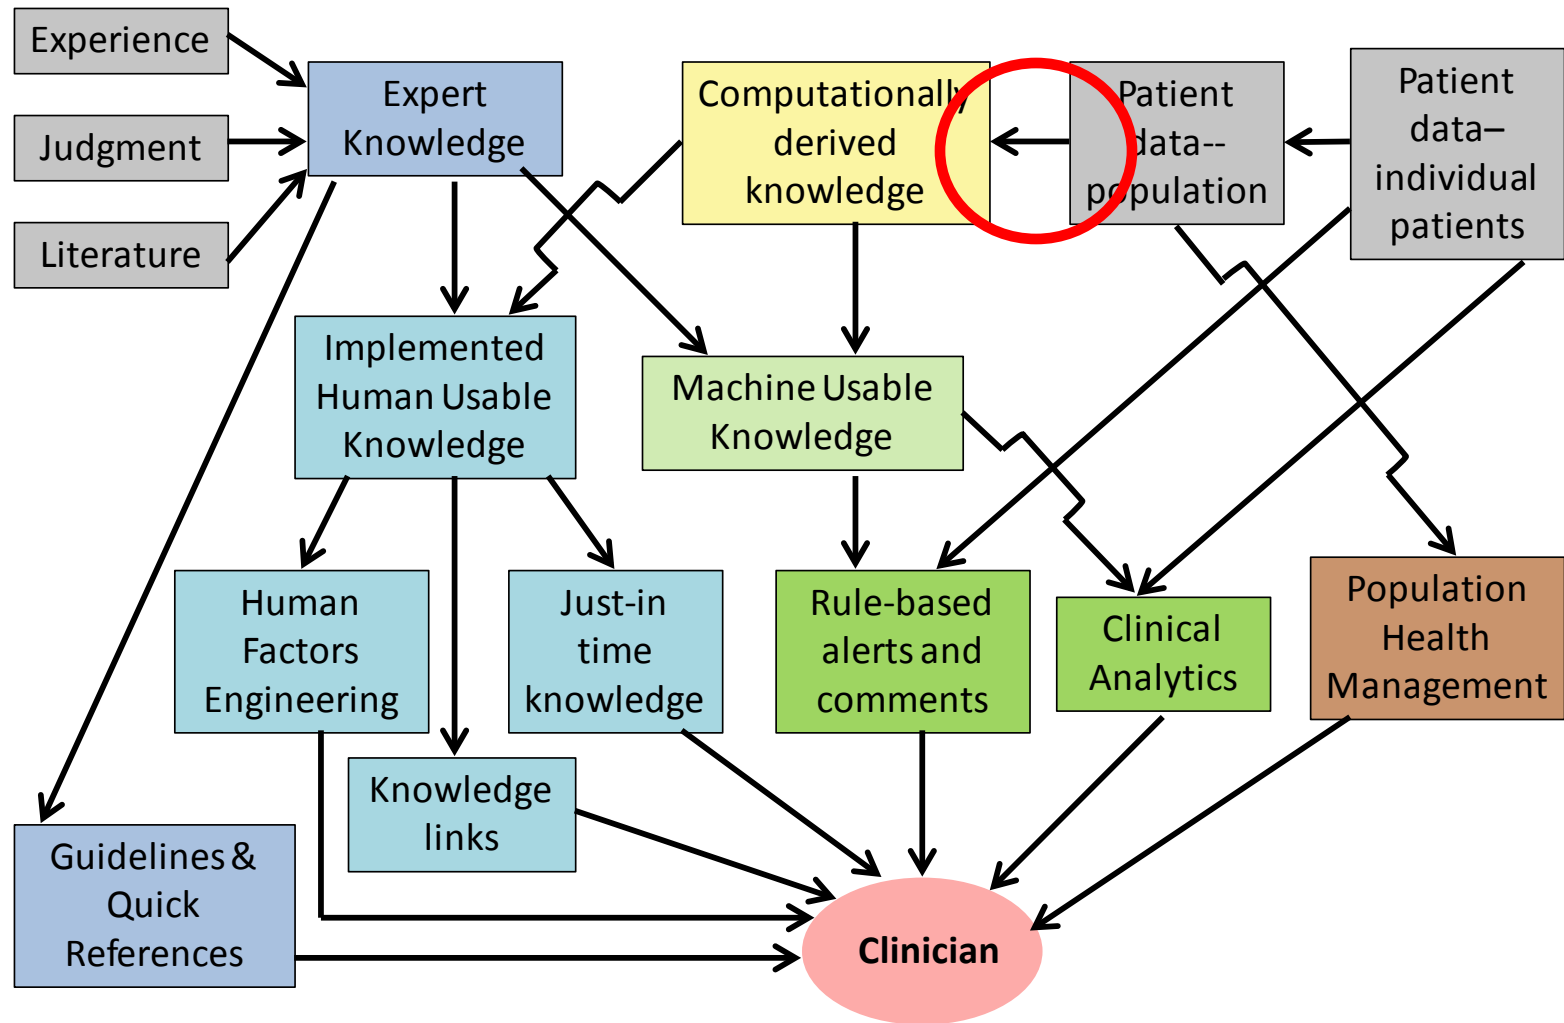 Experience
Judgment
Literature
Expert
Knowledge
Computationally
derived
knowledge
Patient
data--
population
Patient
data–
individual
patients
Implemented
Human Usable
Knowledge
Machine Usable
Knowledge
Human
Factors
Engineering
Just-in
time
knowledge
Rule-based
alerts and
comments
Clinical
Analytics
Population
Health
Management
Knowledge
links
Guidelines &
Quick
References
Clinician